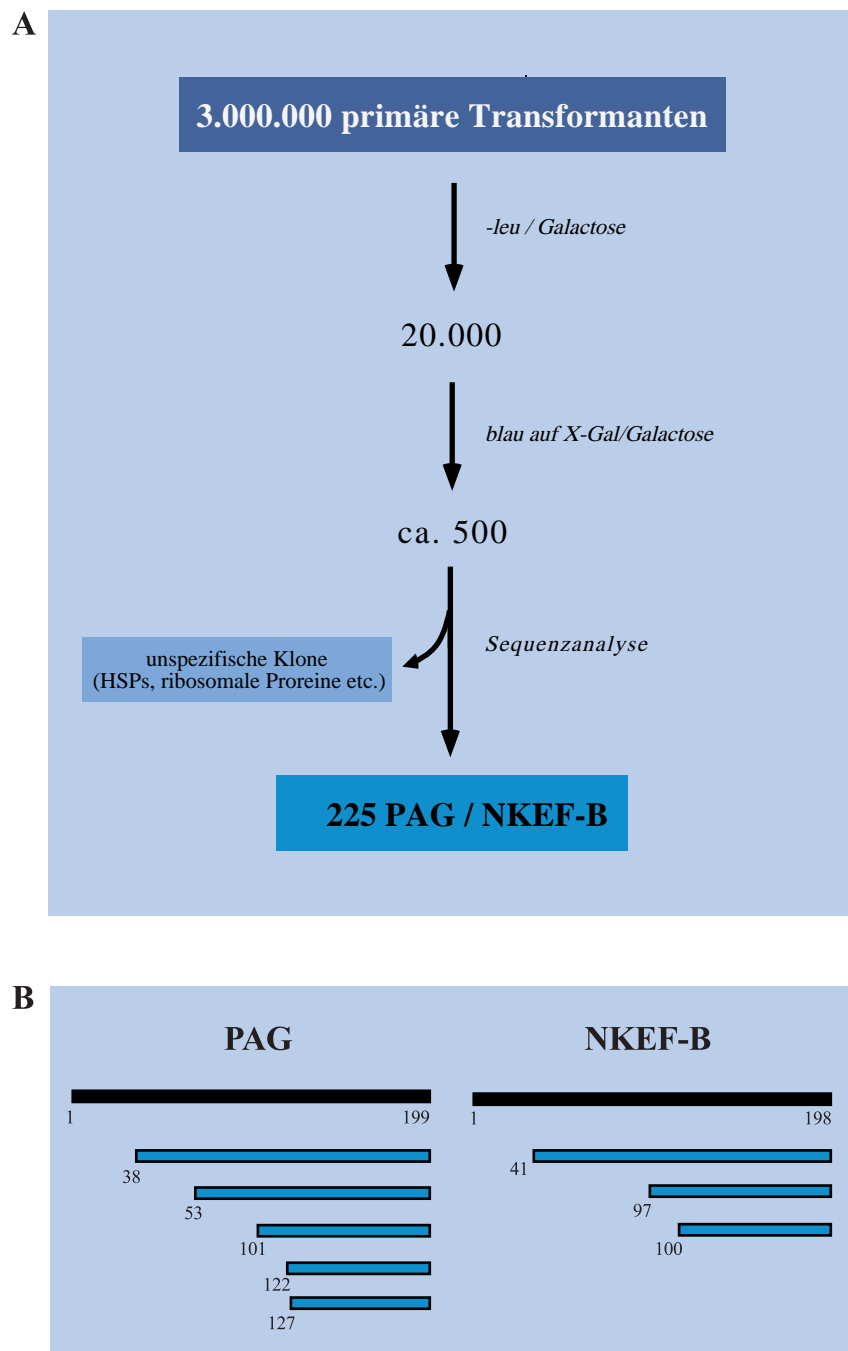 A
3.000.000 primäre Transformanten
-leu / Galactose
20.000
blau auf X-Gal/Galactose
ca. 500
Sequenzanalyse
unspezifische Klone
(HSPs, ribosomale Proreine etc.)
225 PAG / NKEF-B
B
PAG
1
199
38
53
101
122
127
NKEF-B
1
198
41
97
100